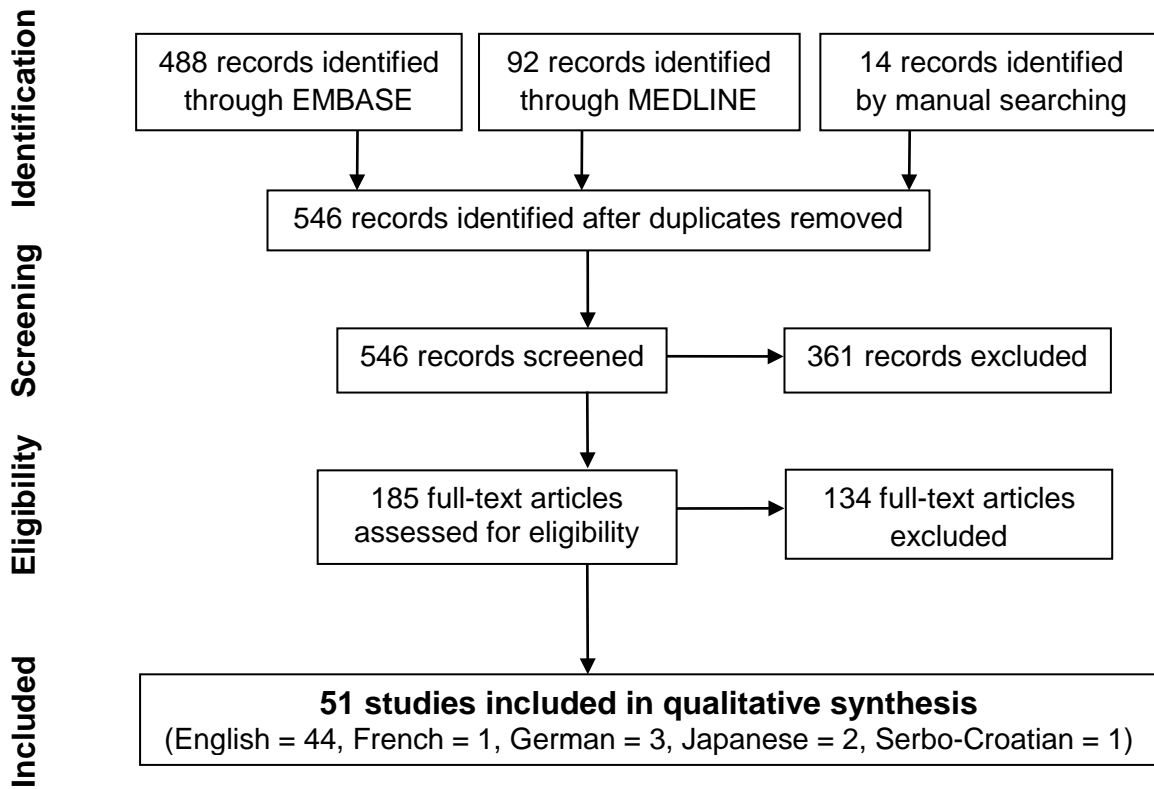 Identification
488 records identified
through EMBASE
92 records identified
through MEDLINE
14 records identified
by manual searching
546 records identified after duplicates removed
Screening
546 records screened
361 records excluded
Eligibility
185 full-text articles
assessed for eligibility
134 full-text articles
excluded
Included
51 studies included in qualitative synthesis
(English = 44, French = 1, German = 3, Japanese = 2, Serbo-Croatian = 1)